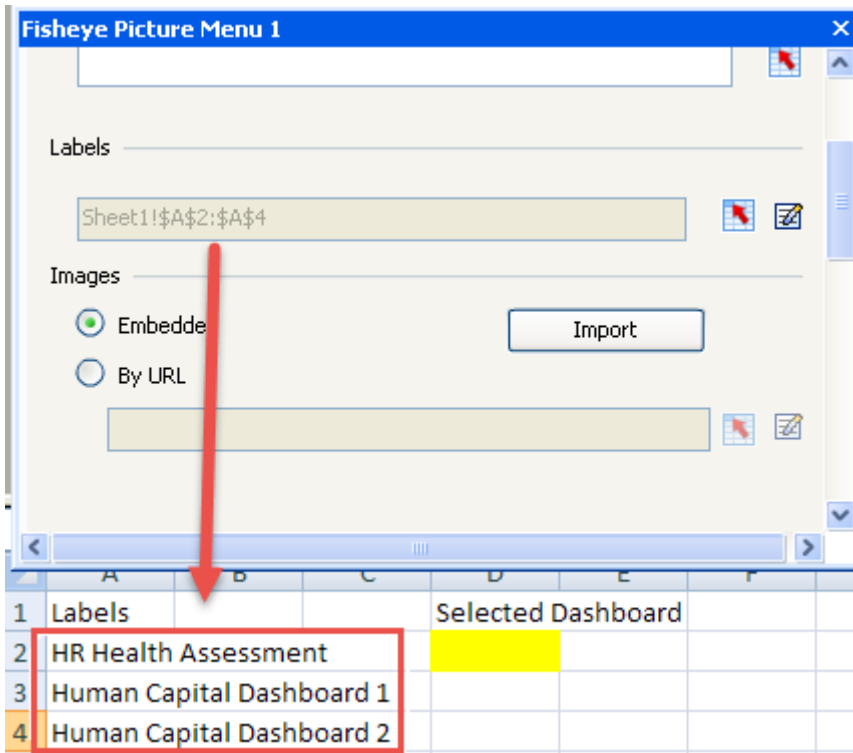 Fisheye Picture Menu 1
Labels
Sheet1!$A$2:$A$4
Images
Embedde
Import
By URL
A B C D E F
1 Labels Selected Dashboard
2 HR Health Assessment
3 Human Capital Dashboard 1
4 Human Capital Dashboard 2